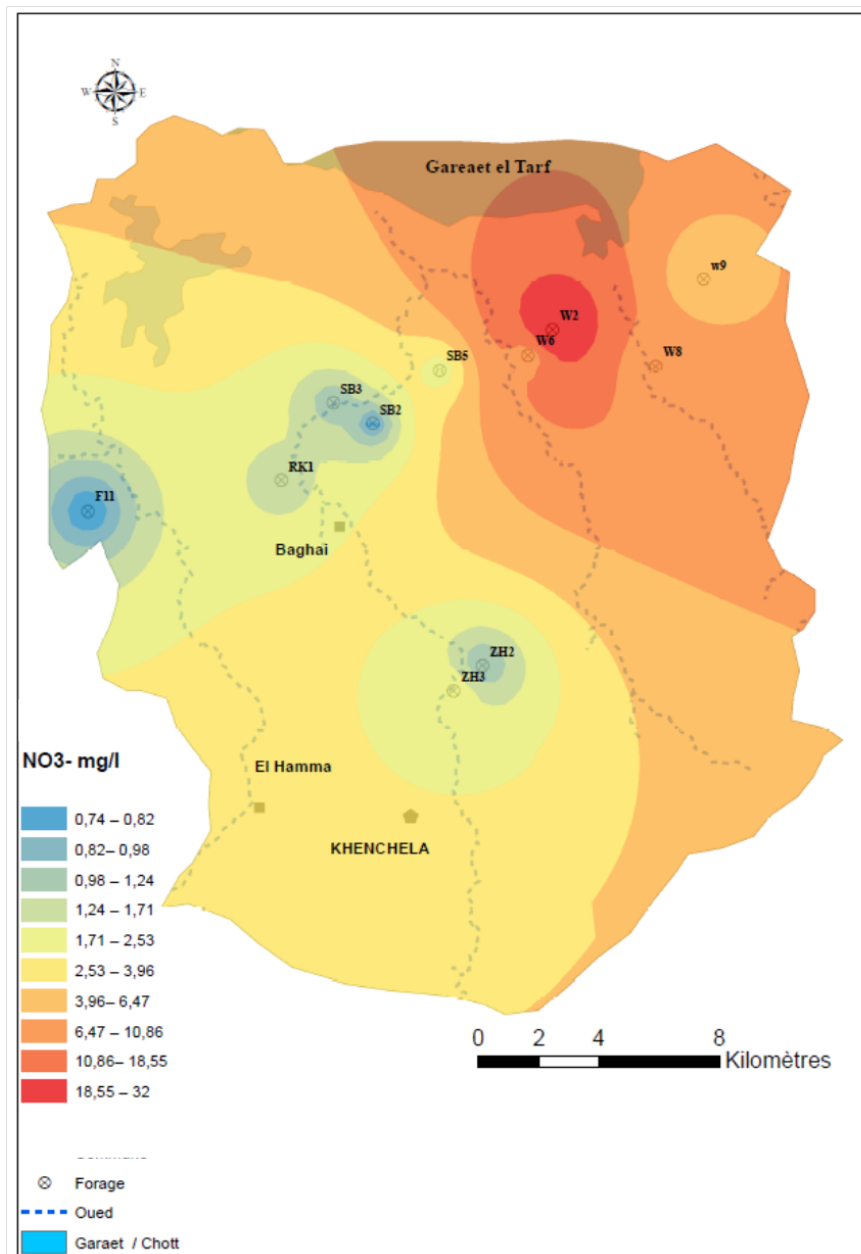 N
W E
S
Gareaet el Tarf
w9
W2
W6
W8
SB5
SB3
SB2
RK1
F11
Baghai
ZH2
ZH3
NO3- mg/l
El Hamma
KHENCHELA
0,74 – 0,82
0,82– 0,98
0,98 – 1,24
1,24 – 1,71
1,71 – 2,53
2,53 – 3,96
3,96– 6,47
6,47 – 10,86
10,86– 18,55
18,55 – 32
0 2 4 8
Kilomètres
Forage
Oued
Garaet / Chott